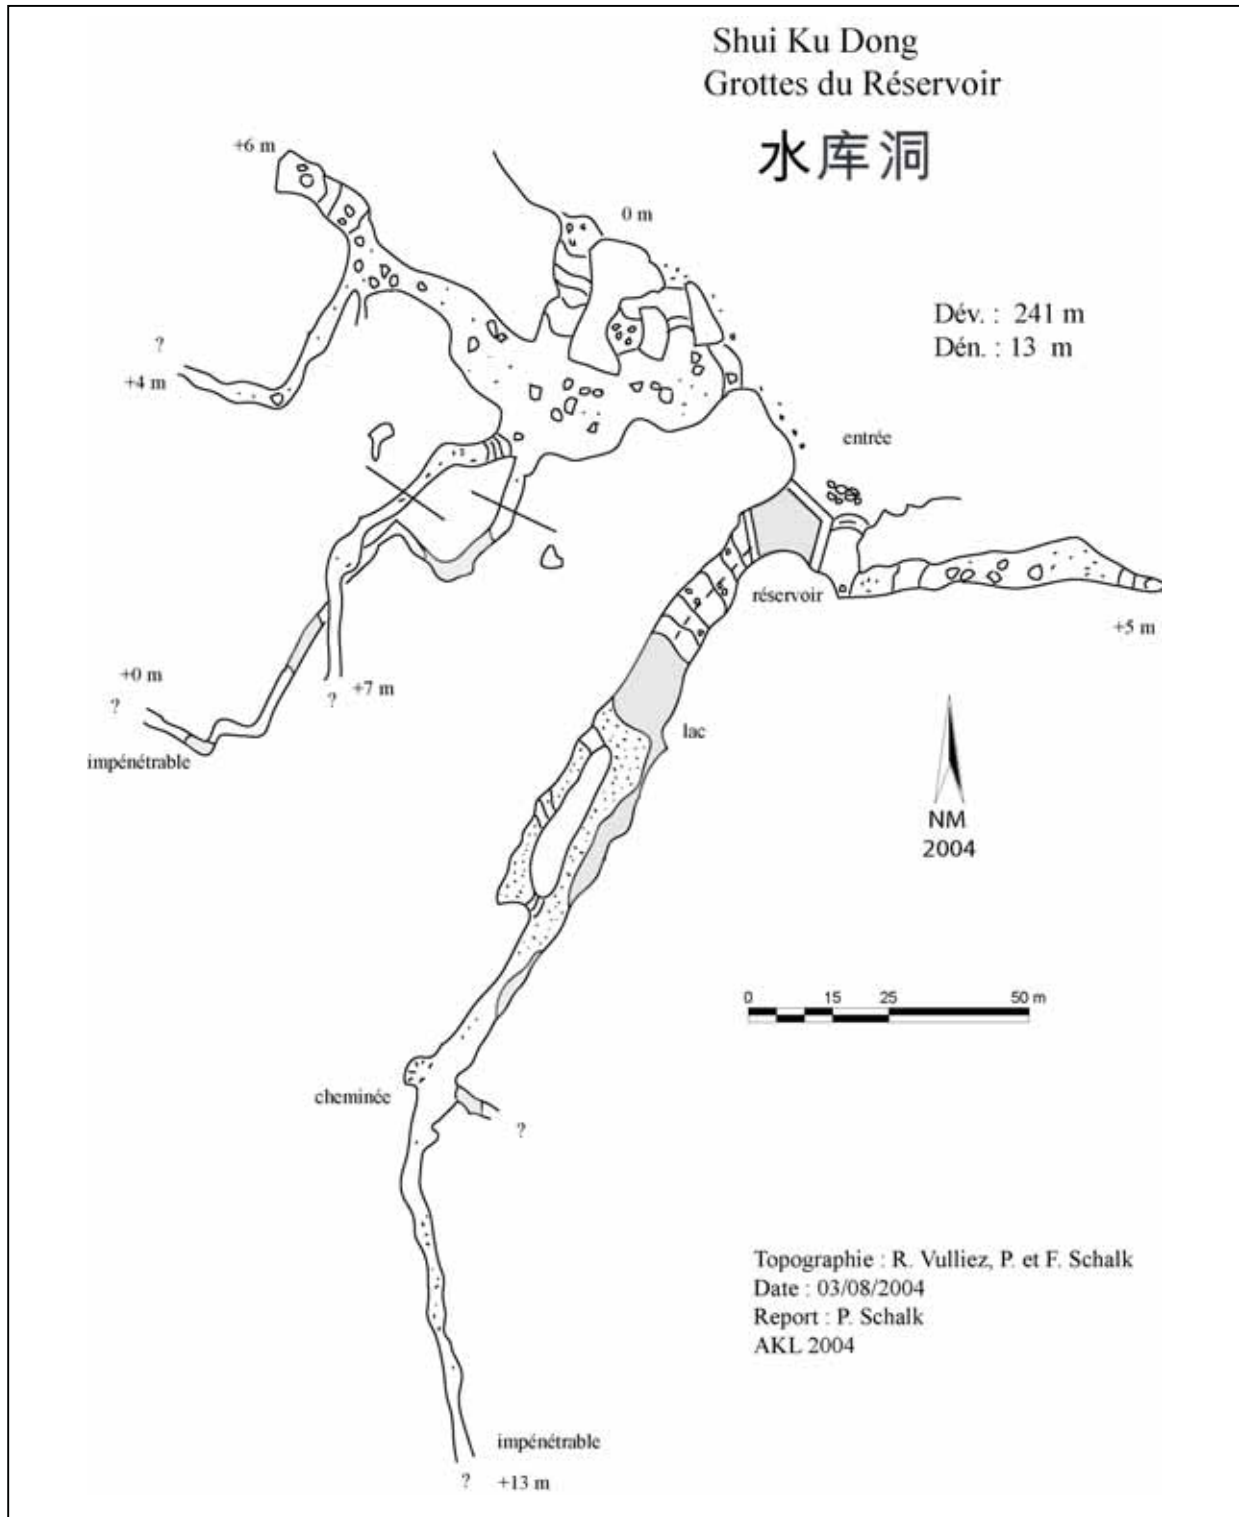 Shui Ku Dong
Grottes du Réservoir
水库洞
+6 m
0 m
Dév. : 241 m
Dén. : 13 m
?
+4 m
entrée
réservoir
+5 m
+0 m
?
? +7 m
impénétrable
lac
NM
2004
0 15 25 50 m
cheminée
?
Topographie : R. Vulliez, P. et F. Schalk
Date : 03/08/2004
Report : P. Schalk
AKL 2004
impénétrable
? +13 m